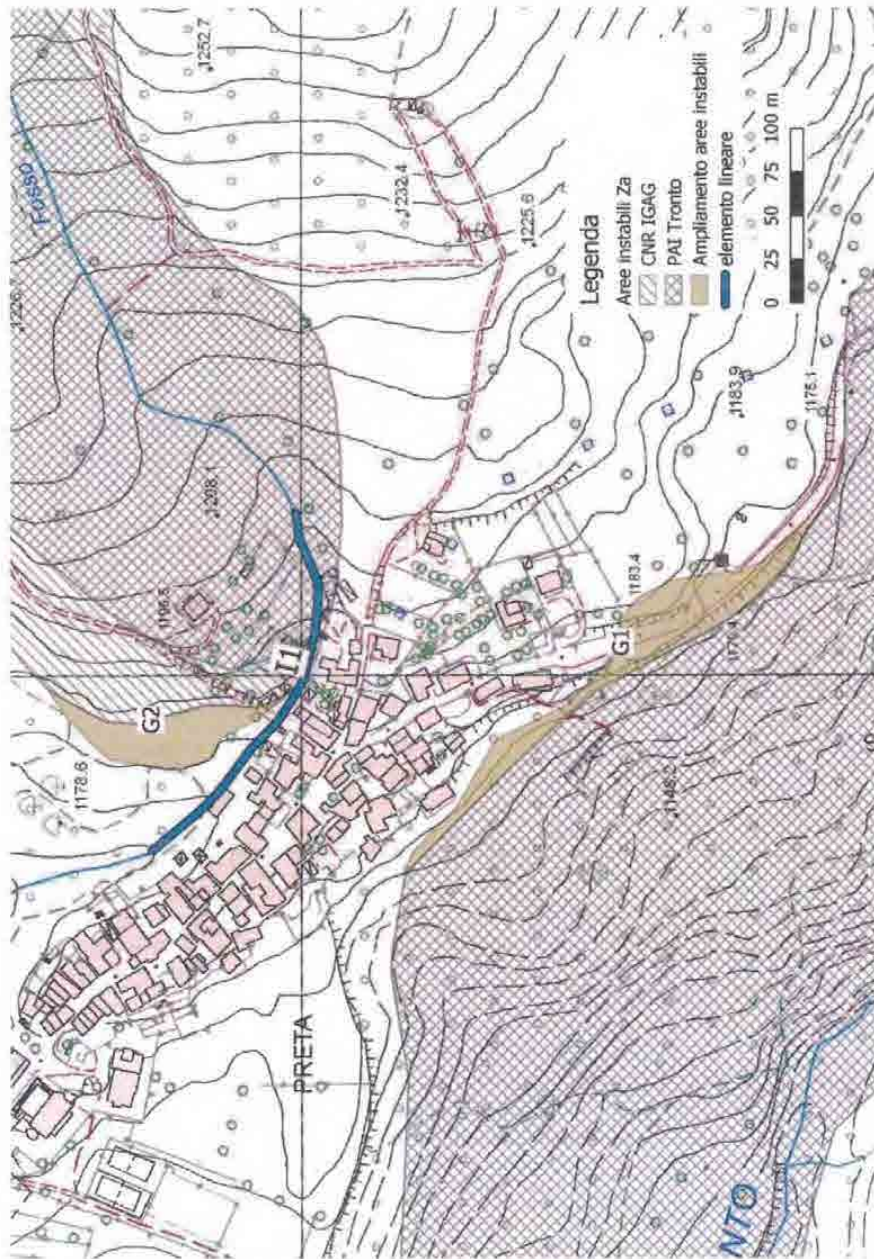 Fosso
1252.7
1226.7
1232.4
1225.6
1208.1
G2
I1
1178.6
1183.4
G1
1183.9
1175.1
1148.2
PRETA
NTO
Legenda
Aree instabili Za
CNR IGAG
PAI Tronto
Ampliamento aree instabili
elemento lineare
0 25 50 75 100 m